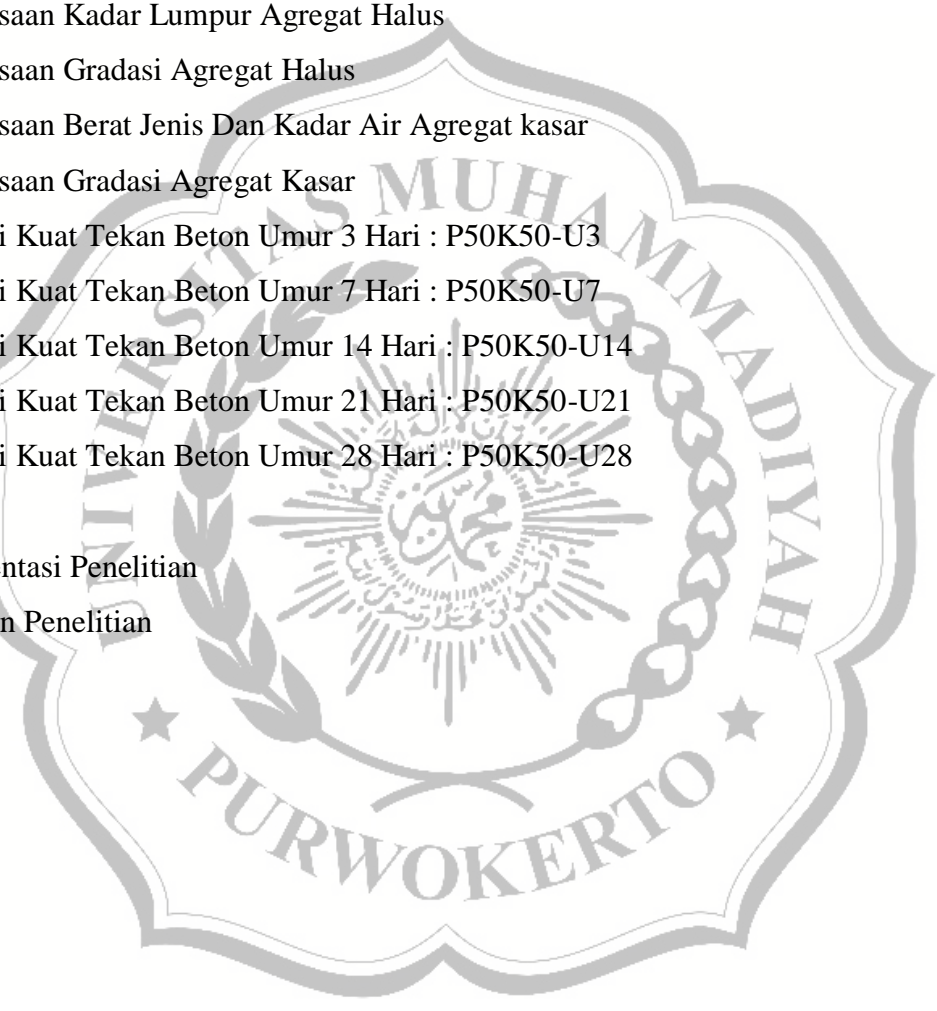 saan Kadar Lumpur Agregat Halus
saan Gradasi Agregat Halus
saan Berat Jenis Dan Kadar Air Agregat kasar
saan Gradasi Agregat Kasar
i Kuat Tekan Beton Umur 3 Hari : P50K50-U3
i Kuat Tekan Beton Umur 7 Hari : P50K50-U7
i Kuat Tekan Beton Umur 14 Hari : P50K50-U14
i Kuat Tekan Beton Umur 21 Hari : P50K50-U21
i Kuat Tekan Beton Umur 28 Hari : P50K50-U28
ntasi Penelitian
n Penelitian
UNIVERSITAS MUHAMMADIYAH
PURWOKERTO